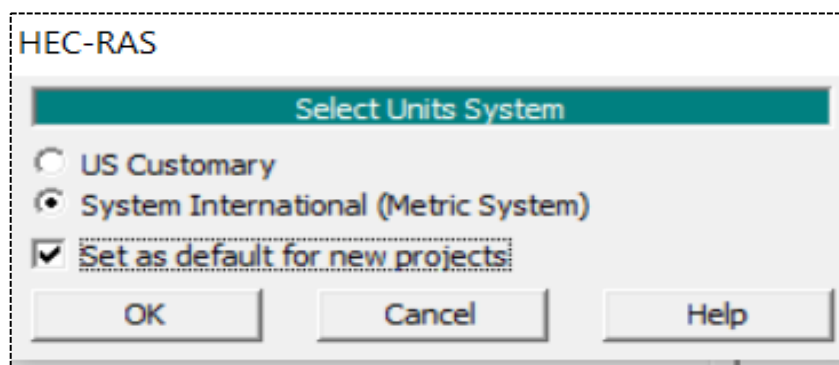 HEC-RAS
Select Units System
US Customary
System International (Metric System)
Set as default for new projects
OK Cancel Help